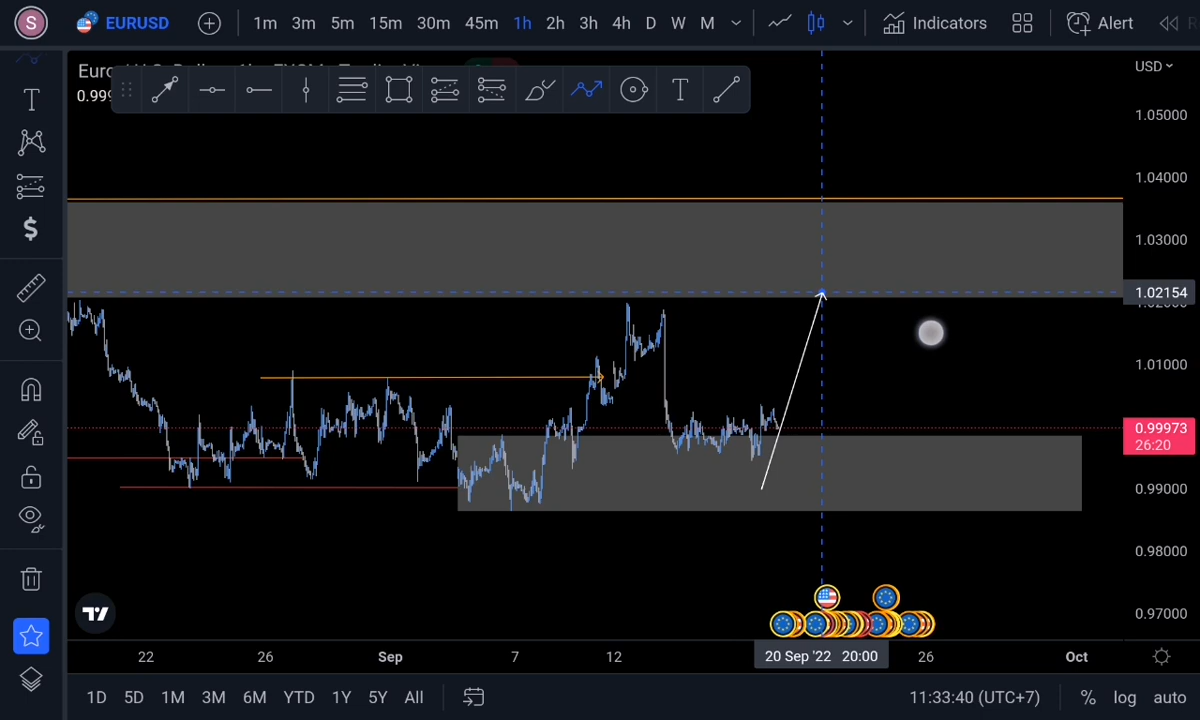 S EURUSD 1m 3m 5m 15m 30m 45m 1h 2h 3h 4h D W M Indicators Alert
USD
0.99
1.05000
1.04000
1.03000
1.02154
1.01000
0.99973
26:20
0.99000
0.98000
0.97000
22 26 Sep 7 12 20 Sep '22 20:00 26 Oct
1D 5D 1M 3M 6M YTD 1Y 5Y All 11:33:40 (UTC+7) % log auto